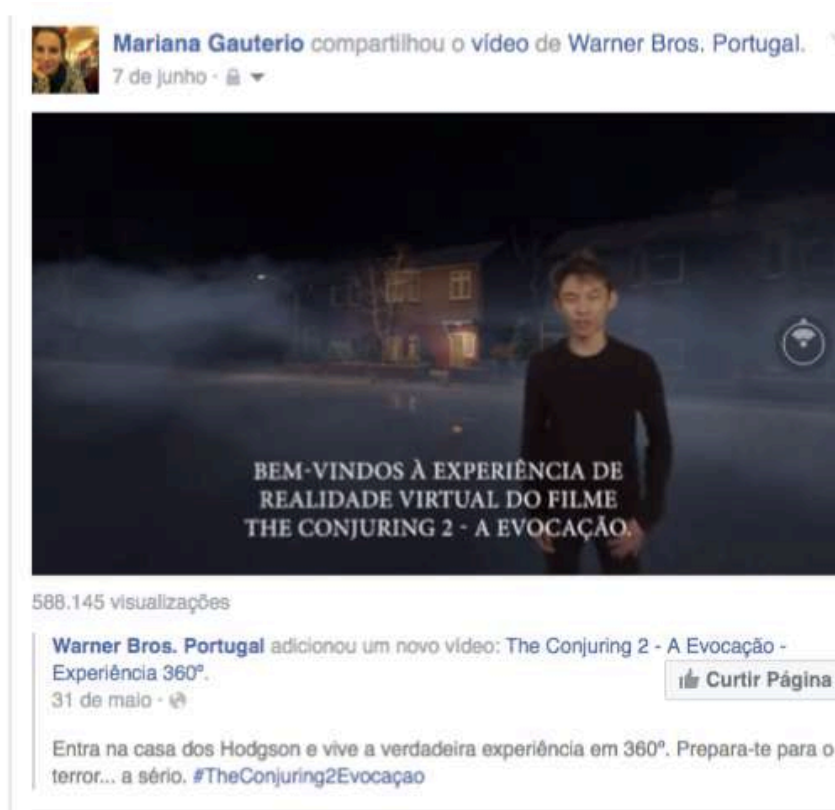 Mariana Gauterio compartilhou o vídeo de Warner Bros. Portugal.
7 de junho ·
BEM-VINDOS À EXPERIÊNCIA DE
REALIDADE VIRTUAL DO FILME
THE CONJURING 2 - A EVOCAÇÃO.
588.145 visualizações
Warner Bros. Portugal adicionou um novo vídeo: The Conjuring 2 - A Evocação -
Experiência 360º.
31 de maio ·
Curtir Página
Entra na casa dos Hodgson e vive a verdadeira experiência em 360º. Prepara-te para o
terror... a sério. #TheConjuring2Evocaçao